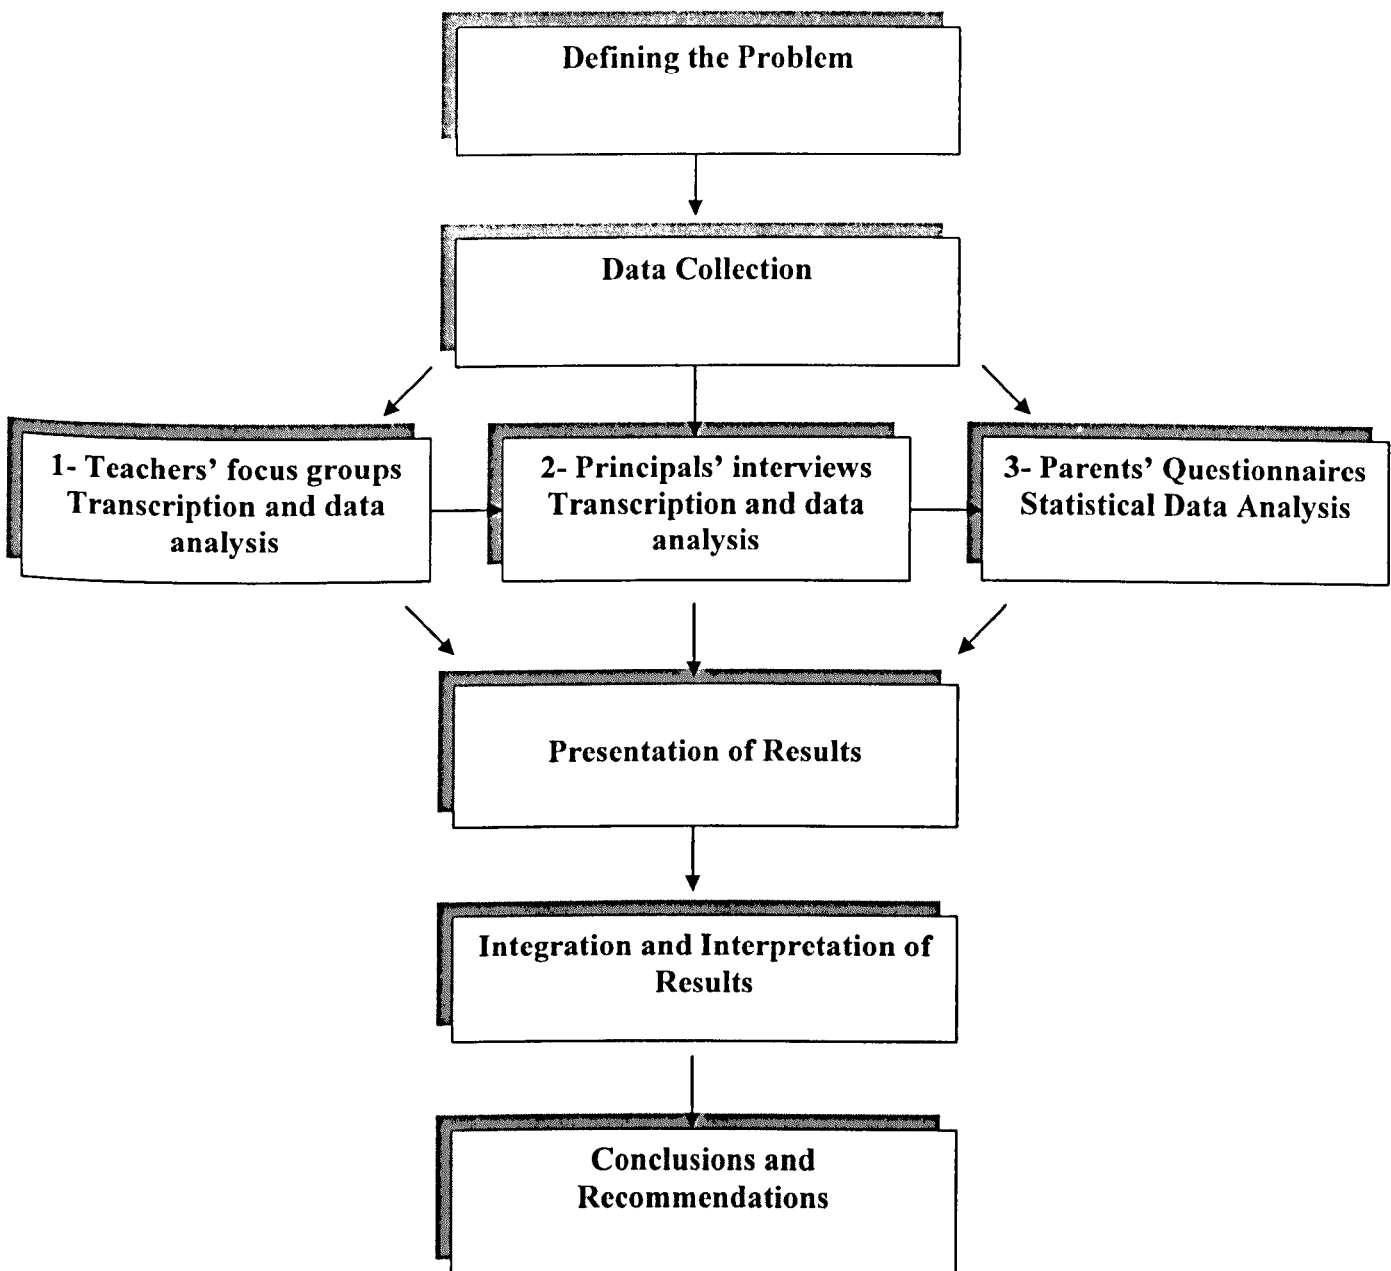 Defining the Problem
Data Collection
1- Teachers' focus groups
Transcription and data
analysis
2- Principals' interviews
Transcription and data
analysis
3- Parents' Questionnaires
Statistical Data Analysis
Presentation of Results
Integration and Interpretation of
Results
Conclusions and
Recommendations